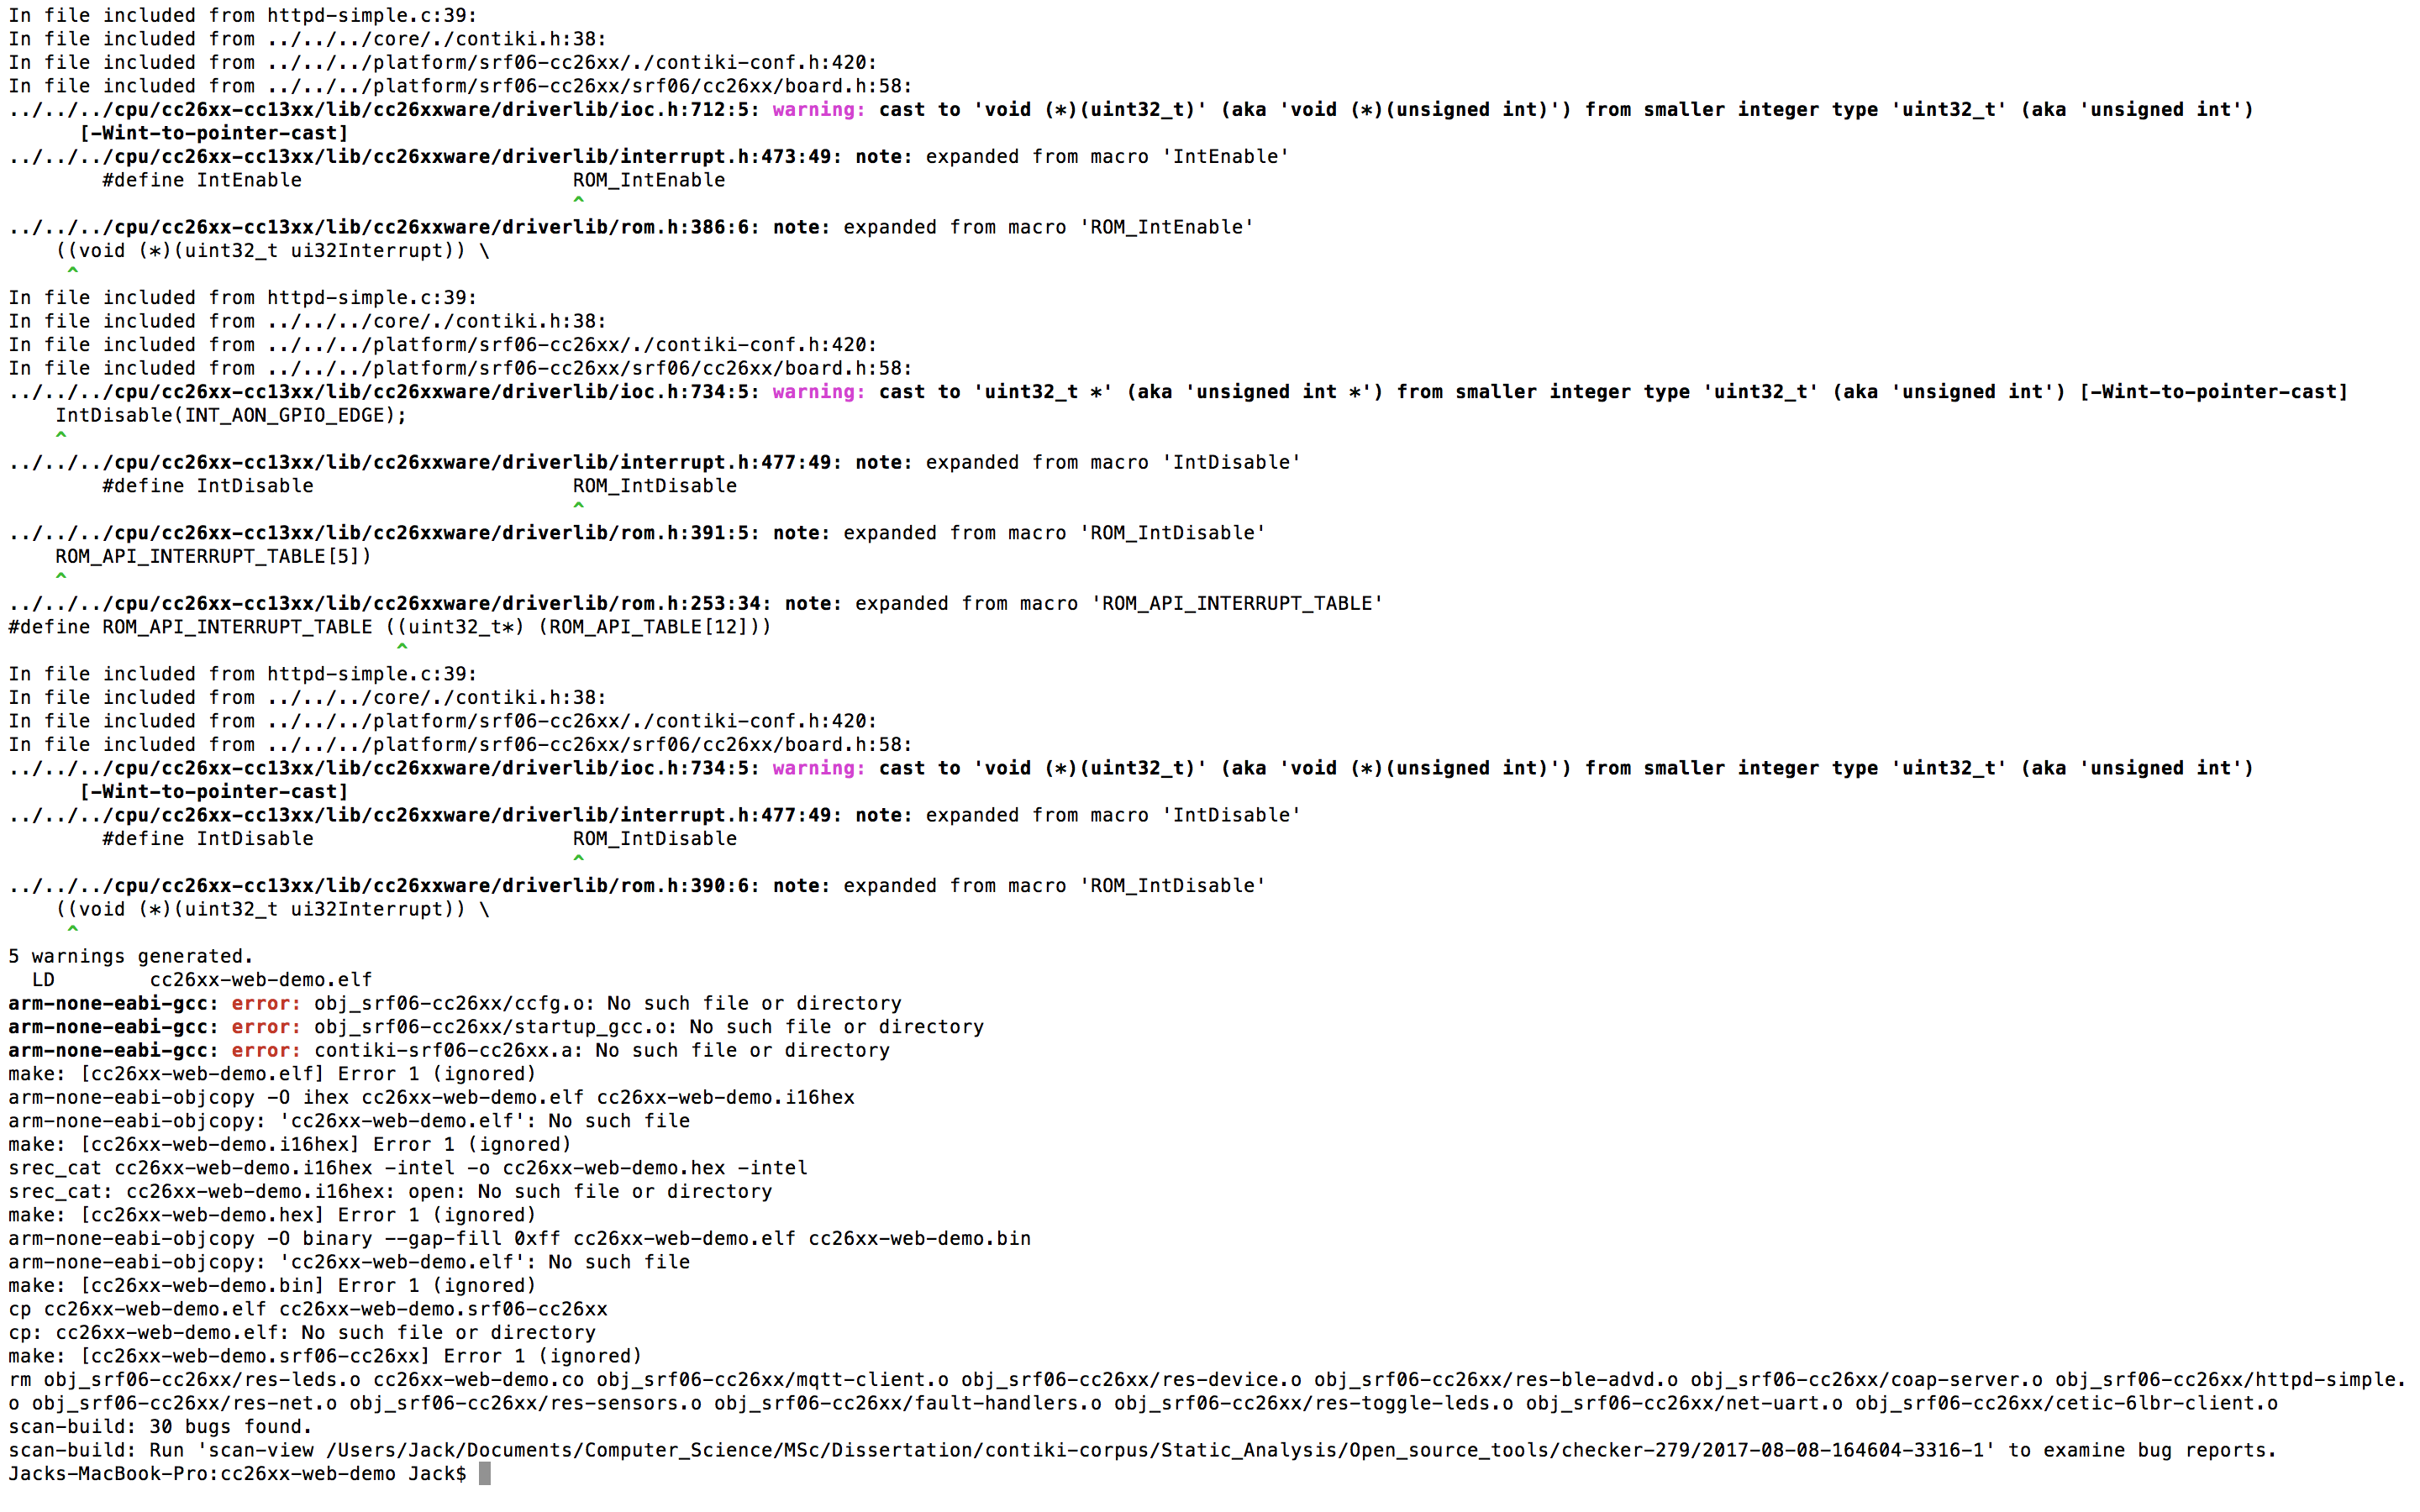 In file included from httpd-simple.c:39:
In file included from ../../../core/./contiki.h:38:
In file included from ../../../platform/srf06-cc26xx/./contiki-conf.h:420:
In file included from ../../../platform/srf06-cc26xx/srf06/cc26xx/board.h:58:
../../../cpu/cc26xx-cc13xx/lib/cc26xxware/driverlib/ioc.h:712:5: warning: cast to 'void (*)(uint32_t)' (aka 'void (*)(unsigned int)') from smaller integer type 'uint32_t' (aka 'unsigned int')
      [-Wint-to-pointer-cast]
../../../cpu/cc26xx-cc13xx/lib/cc26xxware/driverlib/interrupt.h:473:49: note: expanded from macro 'IntEnable'
        #define IntEnable                       ROM_IntEnable
                                                ^
../../../cpu/cc26xx-cc13xx/lib/cc26xxware/driverlib/rom.h:386:6: note: expanded from macro 'ROM_IntEnable'
    ((void (*)(uint32_t ui32Interrupt)) \
     ^
In file included from httpd-simple.c:39:
In file included from ../../../core/./contiki.h:38:
In file included from ../../../platform/srf06-cc26xx/./contiki-conf.h:420:
In file included from ../../../platform/srf06-cc26xx/srf06/cc26xx/board.h:58:
../../../cpu/cc26xx-cc13xx/lib/cc26xxware/driverlib/ioc.h:734:5: warning: cast to 'uint32_t *' (aka 'unsigned int *') from smaller integer type 'uint32_t' (aka 'unsigned int') [-Wint-to-pointer-cast]
    IntDisable(INT_AON_GPIO_EDGE);
    ^
../../../cpu/cc26xx-cc13xx/lib/cc26xxware/driverlib/interrupt.h:477:49: note: expanded from macro 'IntDisable'
        #define IntDisable                      ROM_IntDisable
                                                ^
../../../cpu/cc26xx-cc13xx/lib/cc26xxware/driverlib/rom.h:391:5: note: expanded from macro 'ROM_IntDisable'
    ROM_API_INTERRUPT_TABLE[5])
    ^
../../../cpu/cc26xx-cc13xx/lib/cc26xxware/driverlib/rom.h:253:34: note: expanded from macro 'ROM_API_INTERRUPT_TABLE'
#define ROM_API_INTERRUPT_TABLE ((uint32_t*) (ROM_API_TABLE[12]))
                                 ^
In file included from httpd-simple.c:39:
In file included from ../../../core/./contiki.h:38:
In file included from ../../../platform/srf06-cc26xx/./contiki-conf.h:420:
In file included from ../../../platform/srf06-cc26xx/srf06/cc26xx/board.h:58:
../../../cpu/cc26xx-cc13xx/lib/cc26xxware/driverlib/ioc.h:734:5: warning: cast to 'void (*)(uint32_t)' (aka 'void (*)(unsigned int)') from smaller integer type 'uint32_t' (aka 'unsigned int')
      [-Wint-to-pointer-cast]
../../../cpu/cc26xx-cc13xx/lib/cc26xxware/driverlib/interrupt.h:477:49: note: expanded from macro 'IntDisable'
        #define IntDisable                      ROM_IntDisable
                                                ^
../../../cpu/cc26xx-cc13xx/lib/cc26xxware/driverlib/rom.h:390:6: note: expanded from macro 'ROM_IntDisable'
    ((void (*)(uint32_t ui32Interrupt)) \
     ^
5 warnings generated.
  LD        cc26xx-web-demo.elf
arm-none-eabi-gcc: error: obj_srf06-cc26xx/ccfg.o: No such file or directory
arm-none-eabi-gcc: error: obj_srf06-cc26xx/startup_gcc.o: No such file or directory
arm-none-eabi-gcc: error: contiki-srf06-cc26xx.a: No such file or directory
make: [cc26xx-web-demo.elf] Error 1 (ignored)
arm-none-eabi-objcopy -O ihex cc26xx-web-demo.elf cc26xx-web-demo.i16hex
arm-none-eabi-objcopy: 'cc26xx-web-demo.elf': No such file
make: [cc26xx-web-demo.i16hex] Error 1 (ignored)
srec_cat cc26xx-web-demo.i16hex -intel -o cc26xx-web-demo.hex -intel
srec_cat: cc26xx-web-demo.i16hex: open: No such file or directory
make: [cc26xx-web-demo.hex] Error 1 (ignored)
arm-none-eabi-objcopy -O binary --gap-fill 0xff cc26xx-web-demo.elf cc26xx-web-demo.bin
arm-none-eabi-objcopy: 'cc26xx-web-demo.elf': No such file
make: [cc26xx-web-demo.bin] Error 1 (ignored)
cp cc26xx-web-demo.elf cc26xx-web-demo.srf06-cc26xx
cp: cc26xx-web-demo.elf: No such file or directory
make: [cc26xx-web-demo.srf06-cc26xx] Error 1 (ignored)
rm obj_srf06-cc26xx/res-leds.o cc26xx-web-demo.co obj_srf06-cc26xx/mqtt-client.o obj_srf06-cc26xx/res-device.o obj_srf06-cc26xx/res-ble-advd.o obj_srf06-cc26xx/coap-server.o obj_srf06-cc26xx/httpd-simple.
o obj_srf06-cc26xx/res-net.o obj_srf06-cc26xx/res-sensors.o obj_srf06-cc26xx/fault-handlers.o obj_srf06-cc26xx/res-toggle-leds.o obj_srf06-cc26xx/net-uart.o obj_srf06-cc26xx/cetic-6lbr-client.o
scan-build: 30 bugs found.
scan-build: Run 'scan-view /Users/Jack/Documents/Computer_Science/MSc/Dissertation/contiki-corpus/Static_Analysis/Open_source_tools/checker-279/2017-08-08-164604-3316-1' to examine bug reports.
Jacks-MacBook-Pro:cc26xx-web-demo Jack$